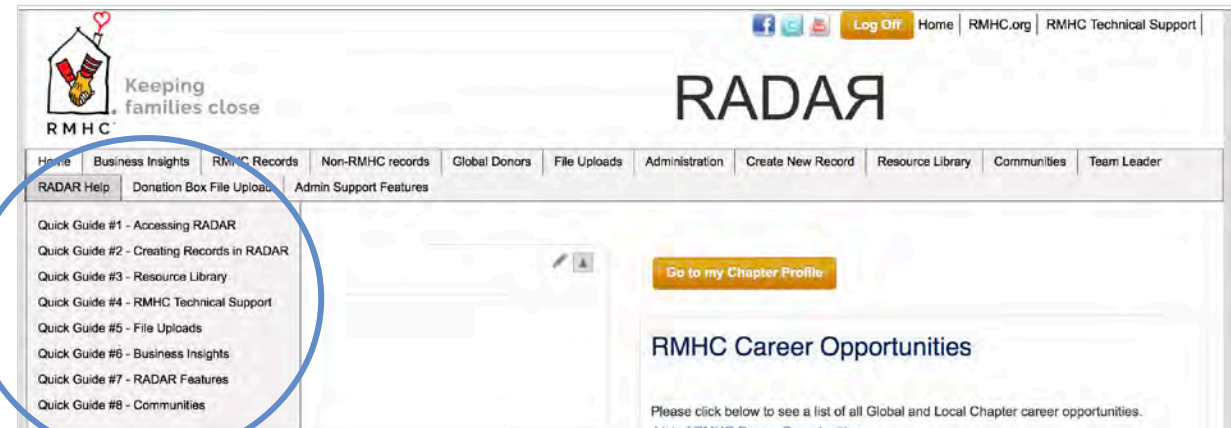 Log Off Home RMHC.org RMHC Technical Support
Keeping
families close
RMHC
RADAЯ
Home Business Insights RMHC Records Non-RMHC records Global Donors File Uploads Administration Create New Record Resource Library Communities Team Leader
RADAR Help Donation Box File Upload Admin Support Features
Quick Guide #1 - Accessing RADAR
Quick Guide #2 - Creating Records in RADAR
Quick Guide #3 - Resource Library
Quick Guide #4 - RMHC Technical Support
Quick Guide #5 - File Uploads
Quick Guide #6 - Business Insights
Quick Guide #7 - RADAR Features
Quick Guide #8 - Communities
Go to my Chapter Profile
RMHC Career Opportunities
Please click below to see a list of all Global and Local Chapter career opportunities.